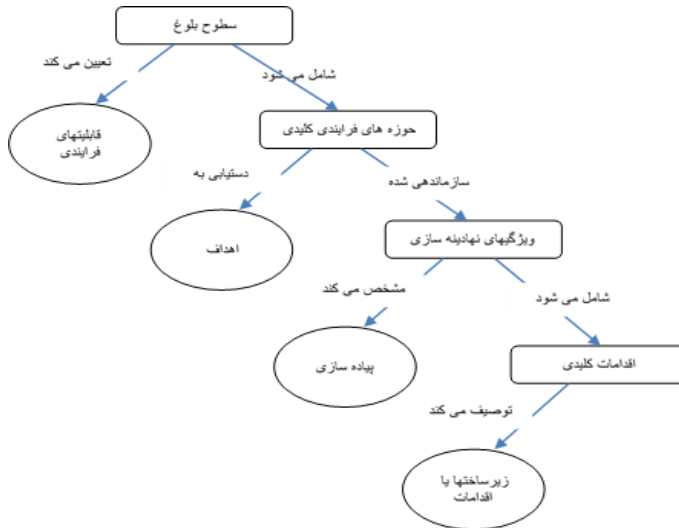 سطوح بلوغ
تعیین می کند
شامل می شود
قابلیتهای
فرایندی
حوزه های فرایندی کلیدی
دستیابی به
سازماندهی شده
اهداف
ویژگیهای نهادینه سازی
مشخص می کند
شامل می شود
پیاده سازی
اقدامات کلیدی
توصیف می کند
زیرساختها یا
اقدامات